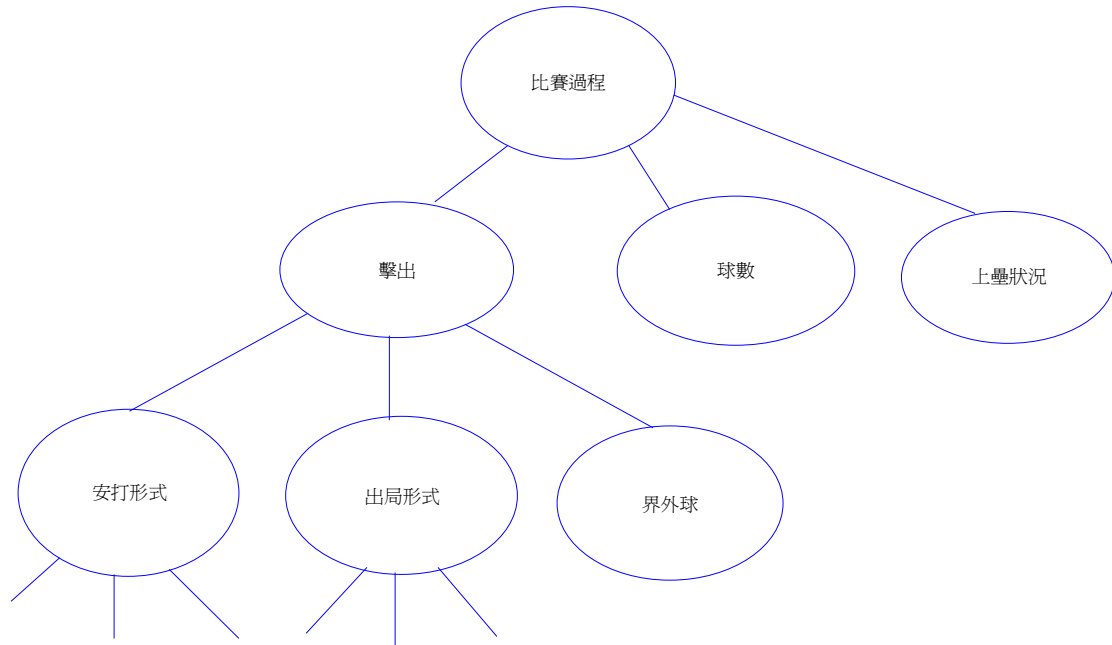 比賽過程
擊出
球數
上壘狀況
安打形式
出局形式
界外球